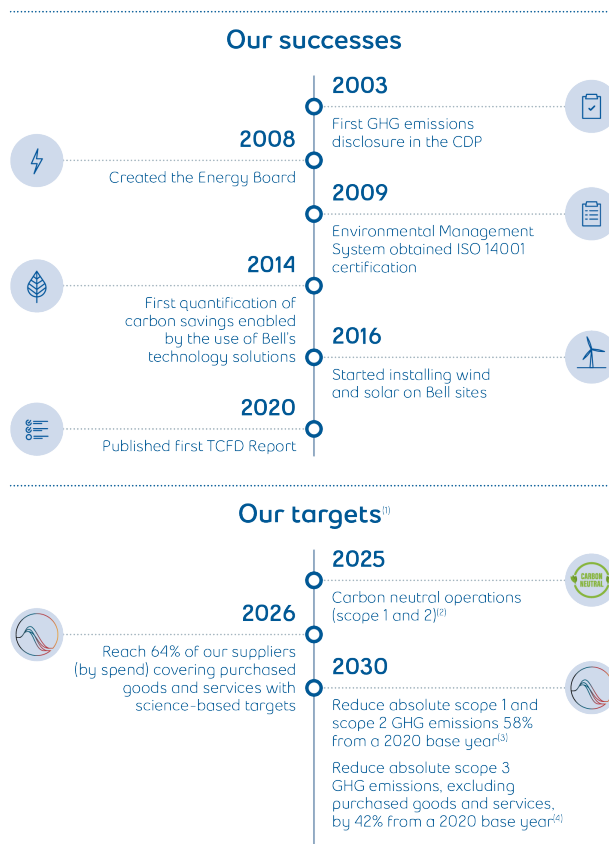 Our successes
2003
First GHG emissions
disclosure in the CDP
2008
Created the Energy Board
2009
Environmental Management
System obtained ISO 14001
certification
2014
First quantification of
carbon savings enabled
by the use of Bell's
technology solutions
2016
Started installing wind
and solar on Bell sites
2020
Published first TCFD Report
Our targets(1)
2025
CARBON
NEUTRAL
Carbon neutral operations
(scope 1 and 2)(2)
2026
Reach 64% of our suppliers
(by spend) covering purchased
goods and services with
science-based targets
2030
Reduce absolute scope 1 and
scope 2 GHG emissions 58%
from a 2020 base year(3)
Reduce absolute scope 3
GHG emissions, excluding
purchased goods and services,
by 42% from a 2020 base year(4)